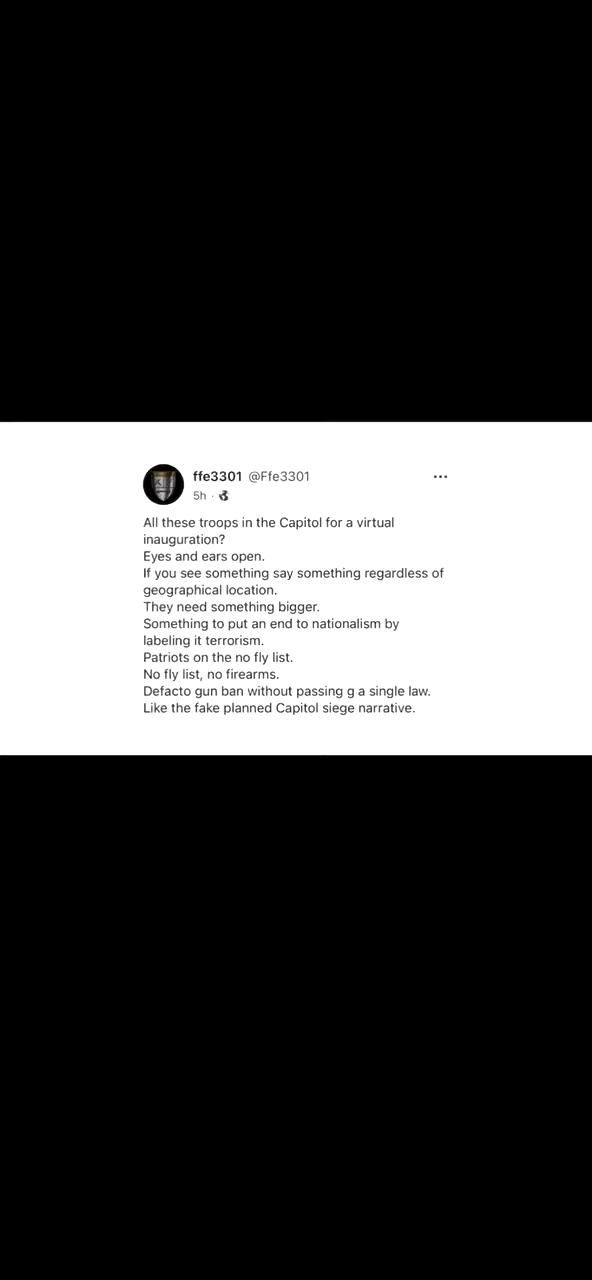 ffe3301 @Ffe3301
5h ·
All these troops in the Capitol for a virtual
inauguration?
Eyes and ears open.
If you see something say something regardless of
geographical location.
They need something bigger.
Something to put an end to nationalism by
labeling it terrorism.
Patriots on the no fly list.
No fly list, no firearms.
Defacto gun ban without passing g a single law.
Like the fake planned Capitol siege narrative.